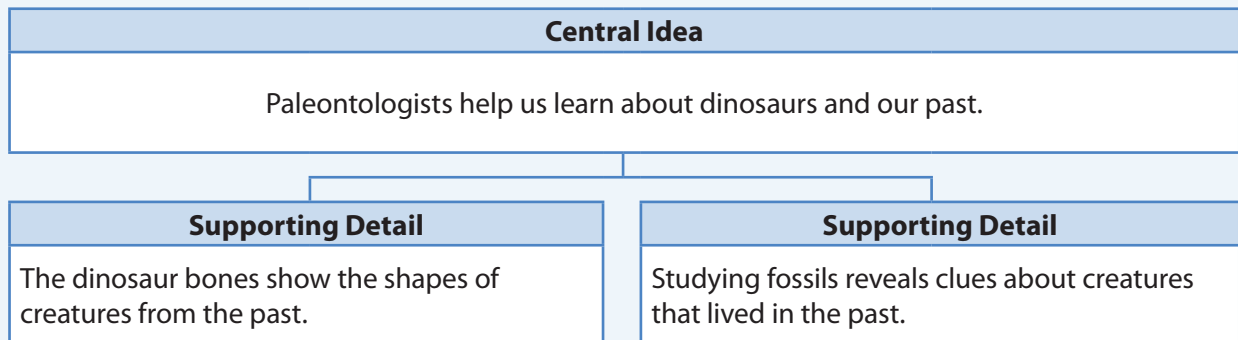 Central Idea
Paleontologists help us learn about dinosaurs and our past.
Supporting Detail
The dinosaur bones show the shapes of
creatures from the past.
Supporting Detail
Studying fossils reveals clues about creatures
that lived in the past.